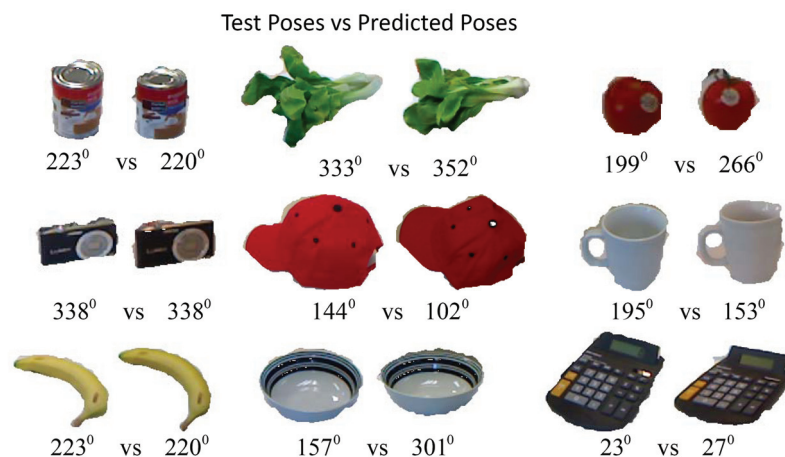 Test Poses vs Predicted Poses
223⁰ vs 220⁰
333⁰ vs 352⁰
199⁰ vs 266⁰
338⁰ vs 338⁰
144⁰ vs 102⁰
195⁰ vs 153⁰
223⁰ vs 220⁰
157⁰ vs 301⁰
23⁰ vs 27⁰